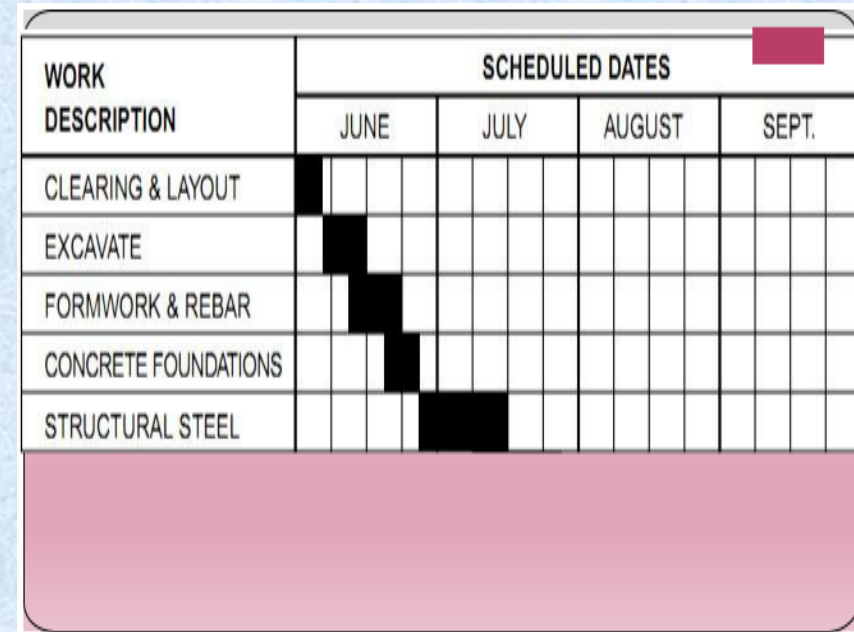 WORK
DESCRIPTION
SCHEDULED DATES
JUNE JULY AUGUST SEPT.
CLEARING & LAYOUT
EXCAVATE
FORMWORK & REBAR
CONCRETE FOUNDATIONS
STRUCTURAL STEEL